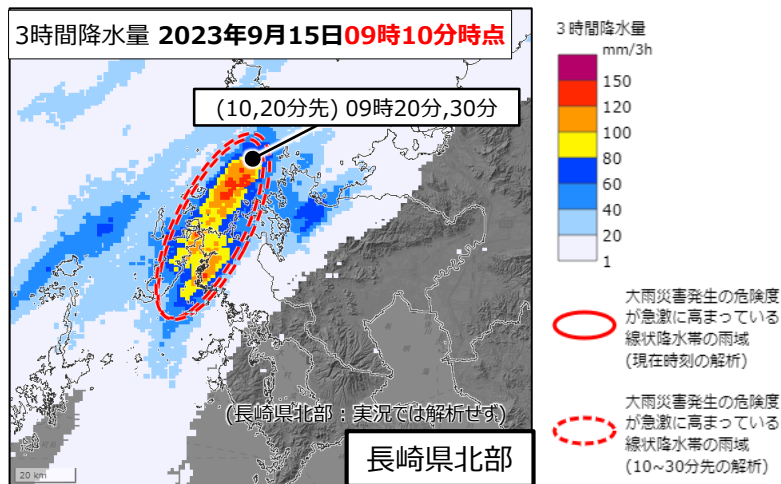 3時間降水量 2023年9月15日09時10分時点
(10,20分先) 09時20分,30分
(長崎県北部:実況では解析せず)
長崎県北部
20 km
3時間降水量
mm/3h
150
120
100
80
60
40
20
1
大雨災害発生の危険度
が急激に高まっている
線状降水帯の雨域
(現在時刻の解析)
大雨災害発生の危険度
が急激に高まっている
線状降水帯の雨域
(10~30分先の解析)